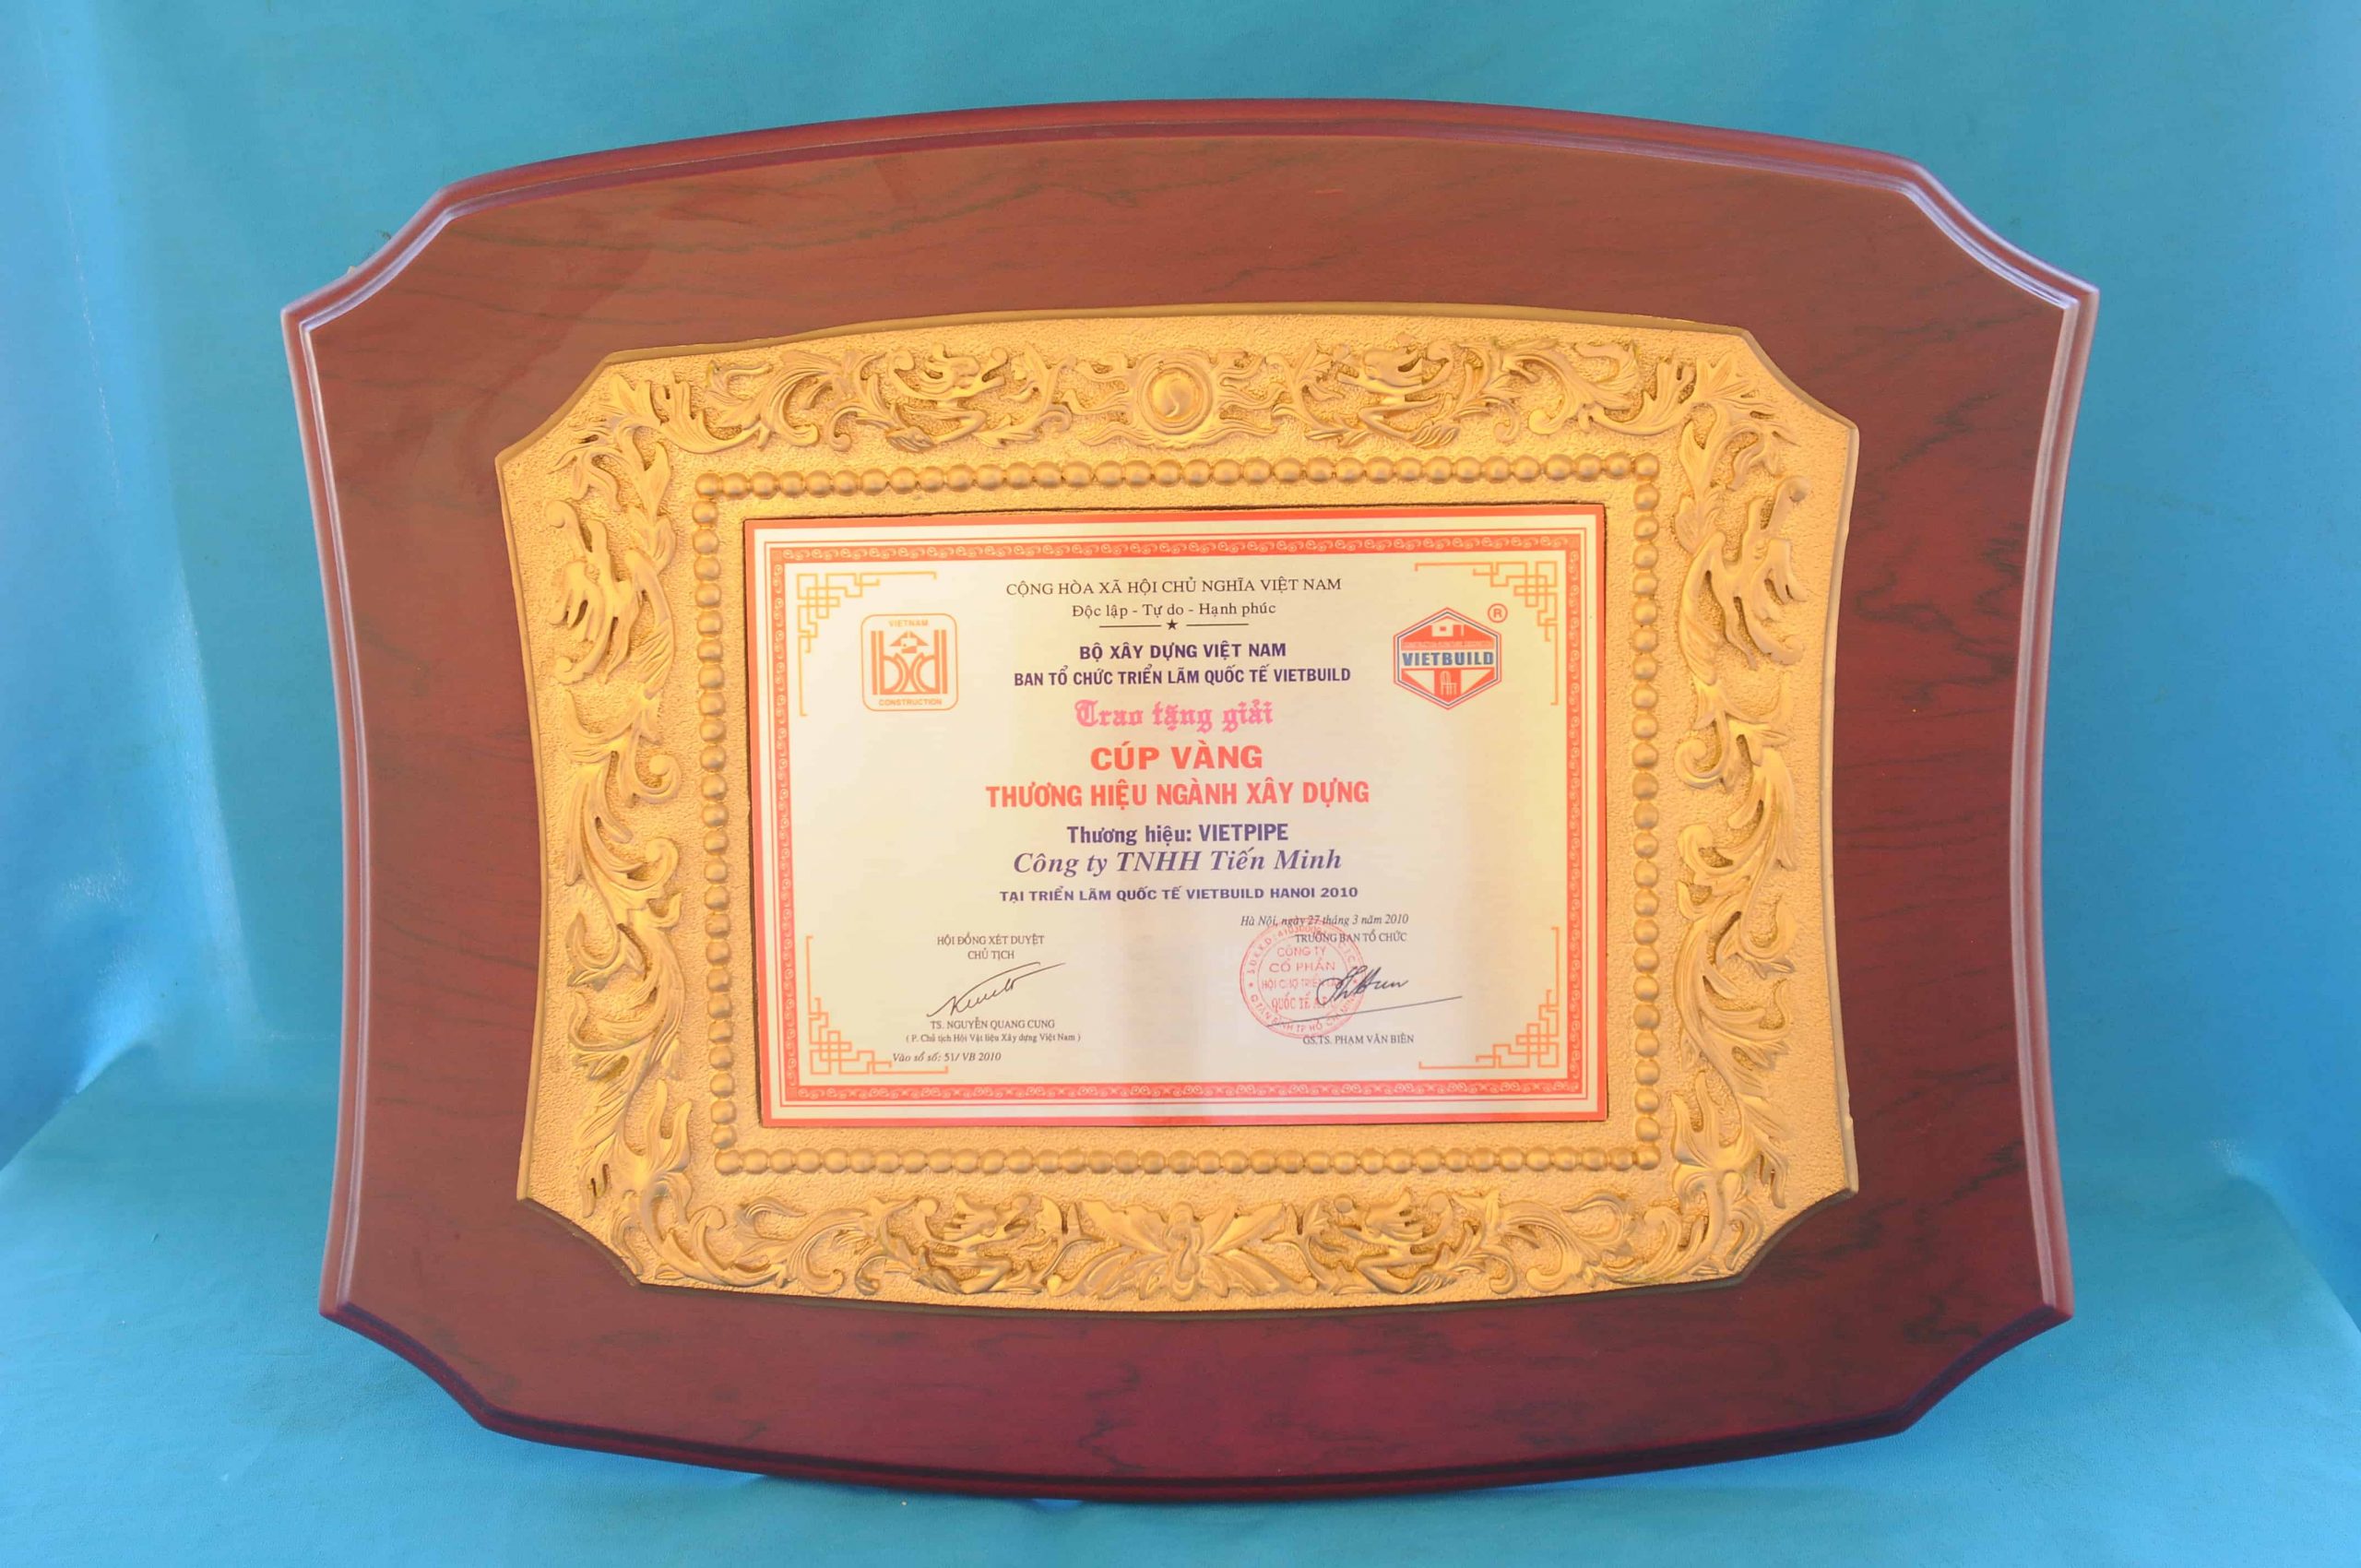 CỘNG HÒA XÃ HỘI CHỦ NGHĨA VIỆT NAM
Độc lập - Tự do - Hạnh phúc
VIETNAM
CONSTRUCTION
®
VIETBUILD
BỘ XÂY DỰNG VIỆT NAM
BAN TỔ CHỨC TRIỂN LÃM QUỐC TẾ VIETBUILD
Trao tặng giải
CÚP VÀNG
THƯƠNG HIỆU NGÀNH XÂY DỰNG
Thương hiệu: VIETPIPE
Công ty TNHH Tiến Minh
TẠI TRIỂN LÃM QUỐC TẾ VIETBUILD HANOI 2010
Hà Nội, ngày 27 tháng 3 năm 2010
HỘI ĐỒNG XÉT DUYỆT
CHỦ TỊCH
TRƯỞNG BAN TỔ CHỨC
CÔNG TY
CỔ PHẦN
QUỐC TẾ
TS. NGUYỄN QUANG CUNG
( P. Chủ tịch Hội Vật liệu Xây dựng Việt Nam )
GS.TS. PHẠM VĂN BIÊN
Vào sổ số: 51/ VB 2010